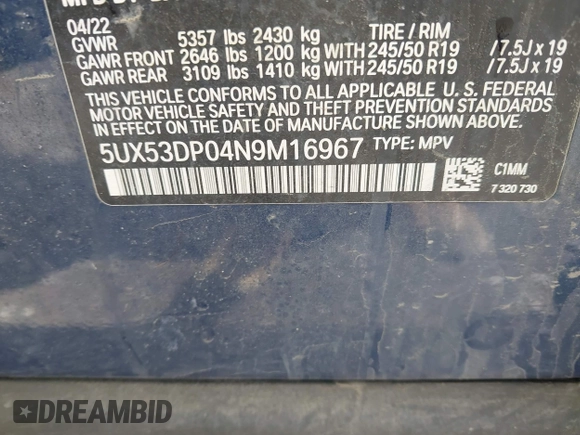 04/22 TIRE / RIM
GVWR 5357 lbs 2430 kg
GAWR FRONT 2646 lbs 1200 kg WITH 245/50 R19 /7.5J x 19
GAWR REAR 3109 lbs 1410 kg WITH 245/50 R19 /7.5J x 19
THIS VEHICLE CONFORMS TO ALL APPLICABLE U. S. FEDERAL
MOTOR VEHICLE SAFETY AND THEFT PREVENTION STANDARDS
IN EFFECT ON THE DATE OF MANUFACTURE SHOWN ABOVE.
5UX53DP04N9M16967 TYPE: MPV
C1MM
7 320 730
DREAMBID